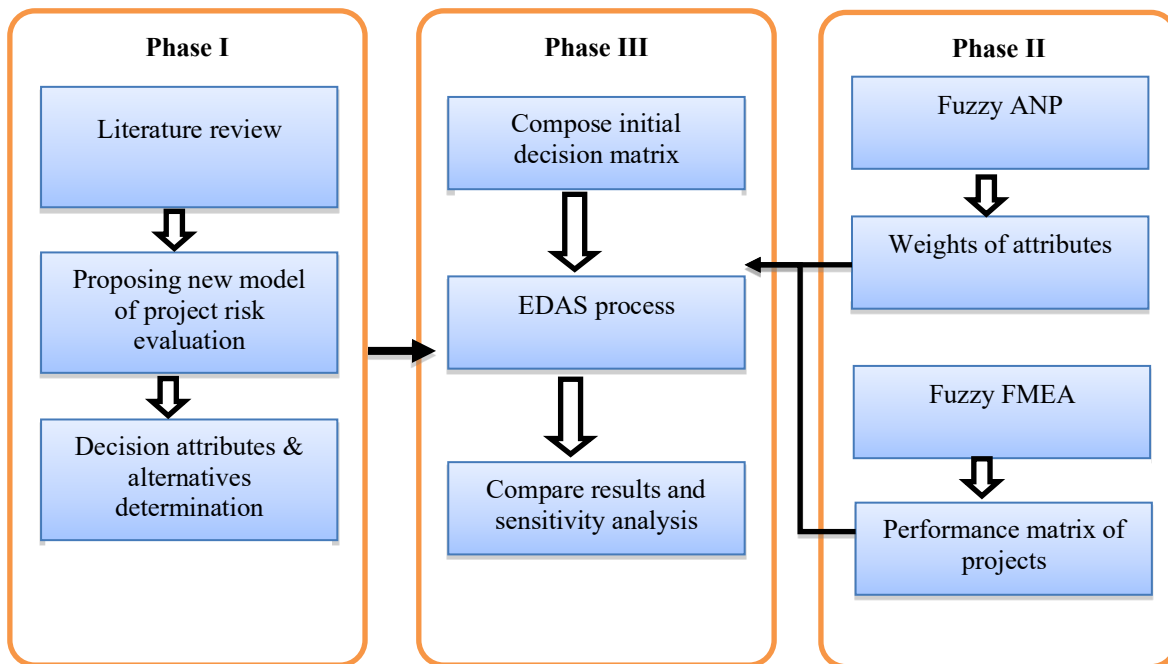 Phase I
Literature review
Proposing new model
of project risk
evaluation
Decision attributes &
alternatives
determination
Phase III
Compose initial
decision matrix
EDAS process
Compare results and
sensitivity analysis
Phase II
Fuzzy ANP
Weights of attributes
Fuzzy FMEA
Performance matrix of
projects